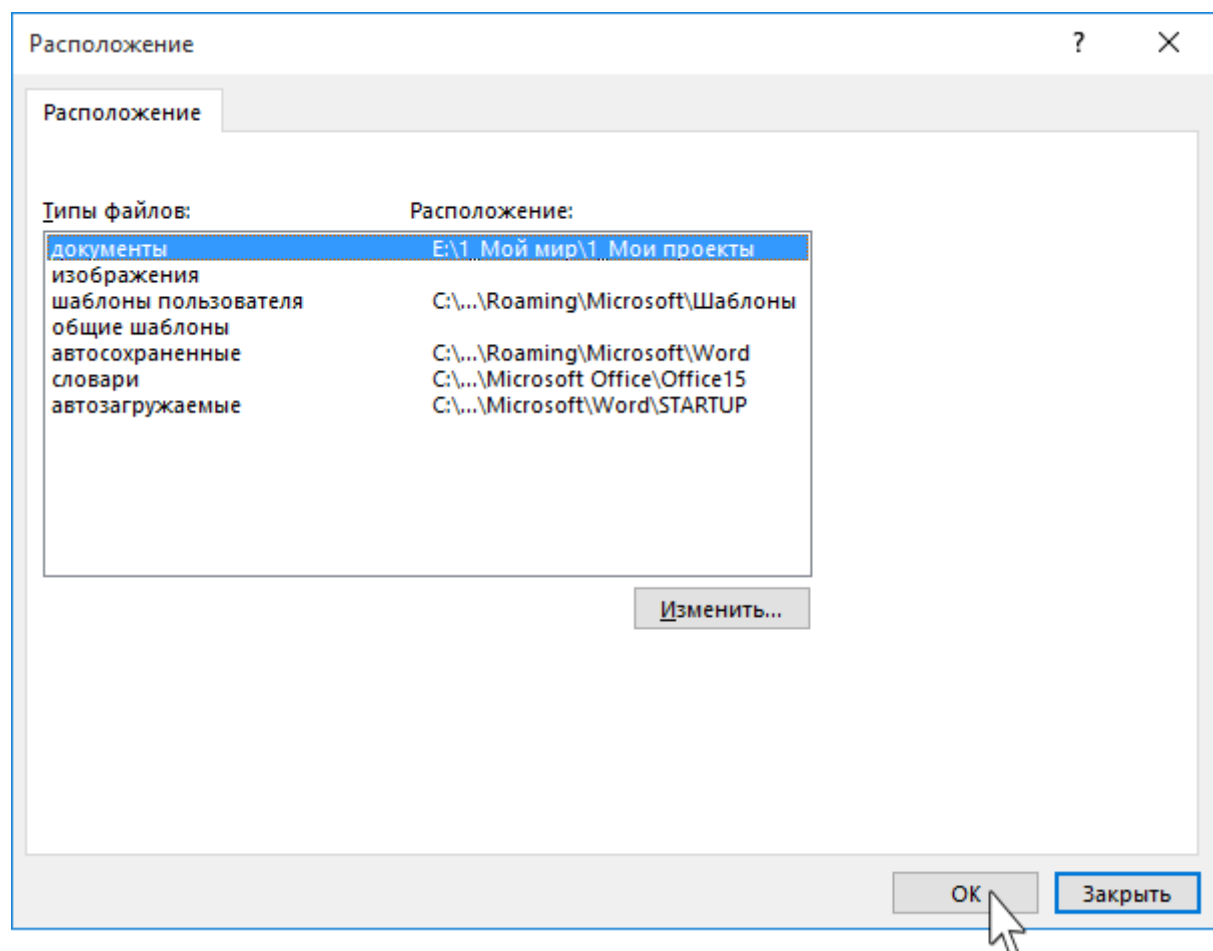 Расположение ?
Расположение
Типы файлов: Расположение:
документы E:\1_Мой мир\1_Мои проекты
изображения
шаблоны пользователя C:\...\Roaming\Microsoft\Шаблоны
общие шаблоны
автосохраненные C:\...\Roaming\Microsoft\Word
словари C:\...\Microsoft Office\Office15
автозагружаемые C:\...\Microsoft\Word\STARTUP
Изменить...
ОК Закрыть